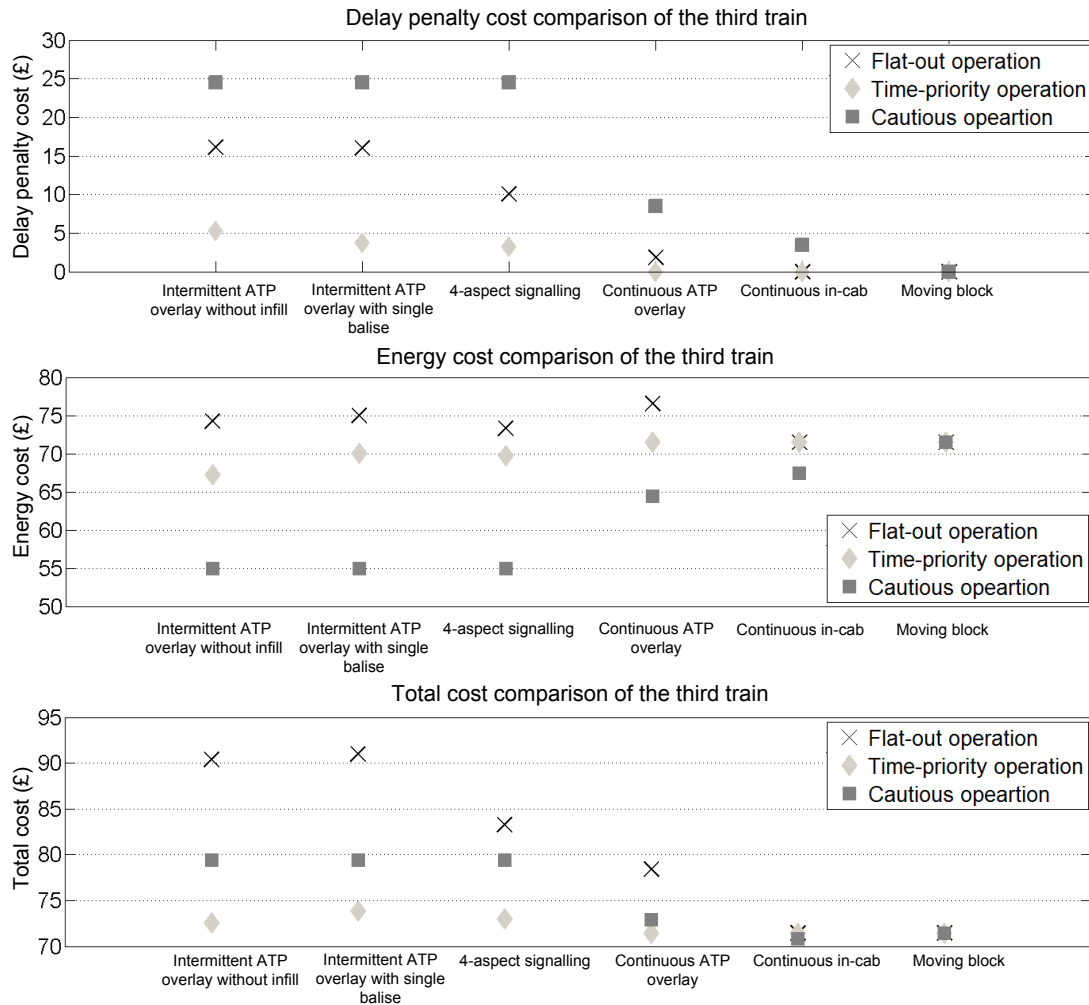 Delay penalty cost comparison of the third train
Delay penalty cost (£)
30
25
20
15
10
5
0
Flat-out operation
Time-priority operation
Cautious opeartion
Intermittent ATP
overlay without infill
Intermittent ATP
overlay with single
balise
4-aspect signalling
Continuous ATP
overlay
Continuous in-cab
Moving block
Energy cost comparison of the third train
Energy cost (£)
80
75
70
65
60
55
50
Flat-out operation
Time-priority operation
Cautious opeartion
Intermittent ATP
overlay without infill
Intermittent ATP
overlay with single
balise
4-aspect signalling
Continuous ATP
overlay
Continuous in-cab
Moving block
Total cost comparison of the third train
Total cost (£)
95
90
85
80
75
70
Flat-out operation
Time-priority operation
Cautious opeartion
Intermittent ATP
overlay without infill
Intermittent ATP
overlay with single
balise
4-aspect signalling
Continuous ATP
overlay
Continuous in-cab
Moving block